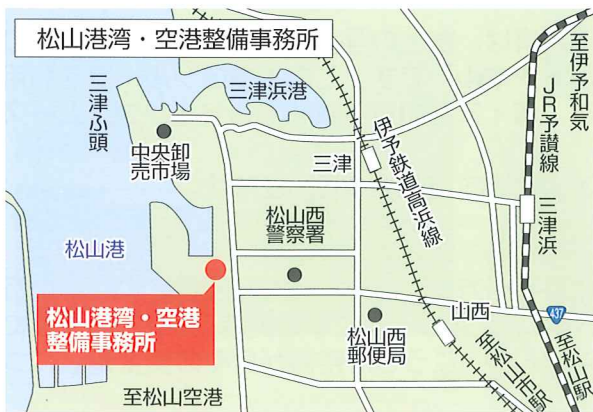 松山港湾・空港整備事務所
三津ふ頭
三津浜港
中央卸
売市場
三津
伊予鉄道高浜線
至伊予和気
JR予讃線
三津浜
松山港
松山西
警察署
松山港湾・空港
整備事務所
松山西
郵便局
山西
437
至松山空港
至松山市駅
至松山駅